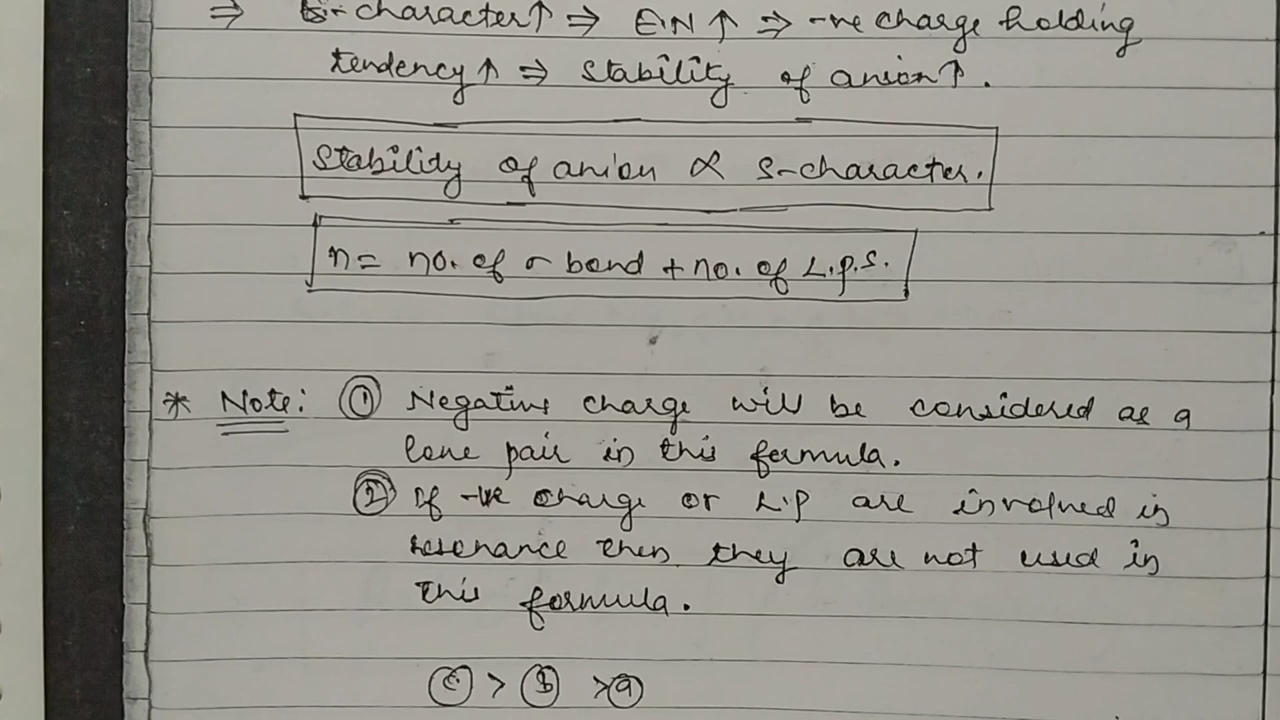 ⇒ s-character↑ ⇒ EN↑ ⇒ -ve charge holding
tendency↑ ⇒ stability of anion↑.
Stability of anion ∝ s-character.
n = no. of σ bond + no. of L.p.s.
* Note: ① Negative charge will be considered as a
lone pair in this formula.
② If -ve charge or L.P are involved in
resonance then they are not used in
this formula.
ⓒ > ⓑ > ⓐ